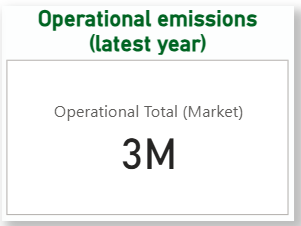 Operational emissions
(latest year)
Operational Total (Market)
3M